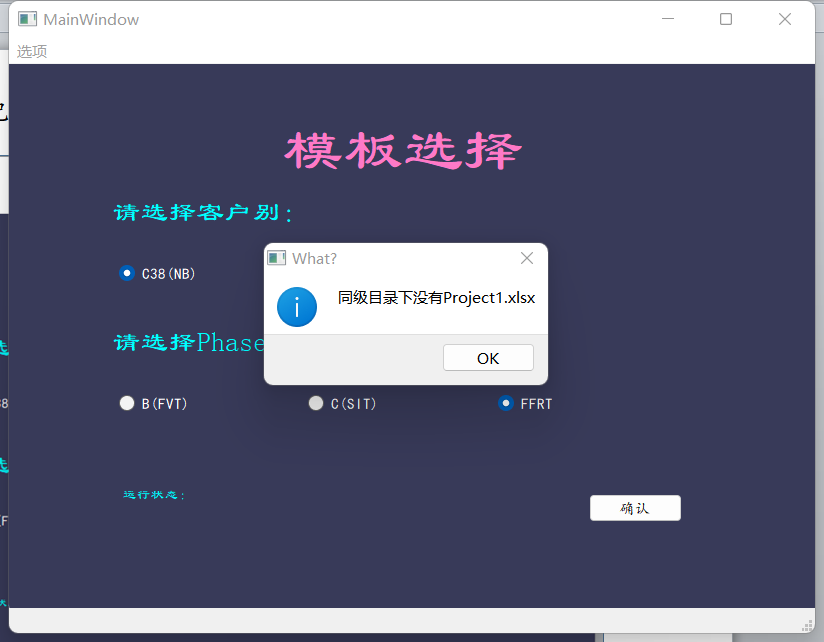 MainWindow
选项
模板选择
请选择客户别：
C38(NB)
What?
同级目录下没有Project1.xlsx
OK
请选择Phase
B(FVT)
C(SIT)
FFRT
运行状态：
确认